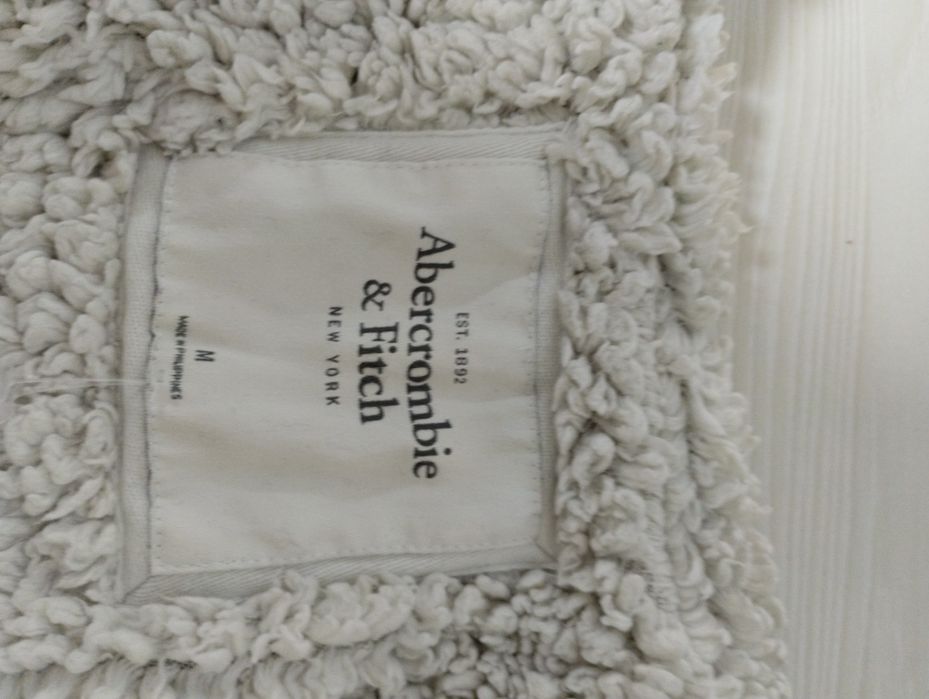 EST. 1892
Abercrombie
& Fitch
NEW YORK
M
MADE IN PHILIPPINES